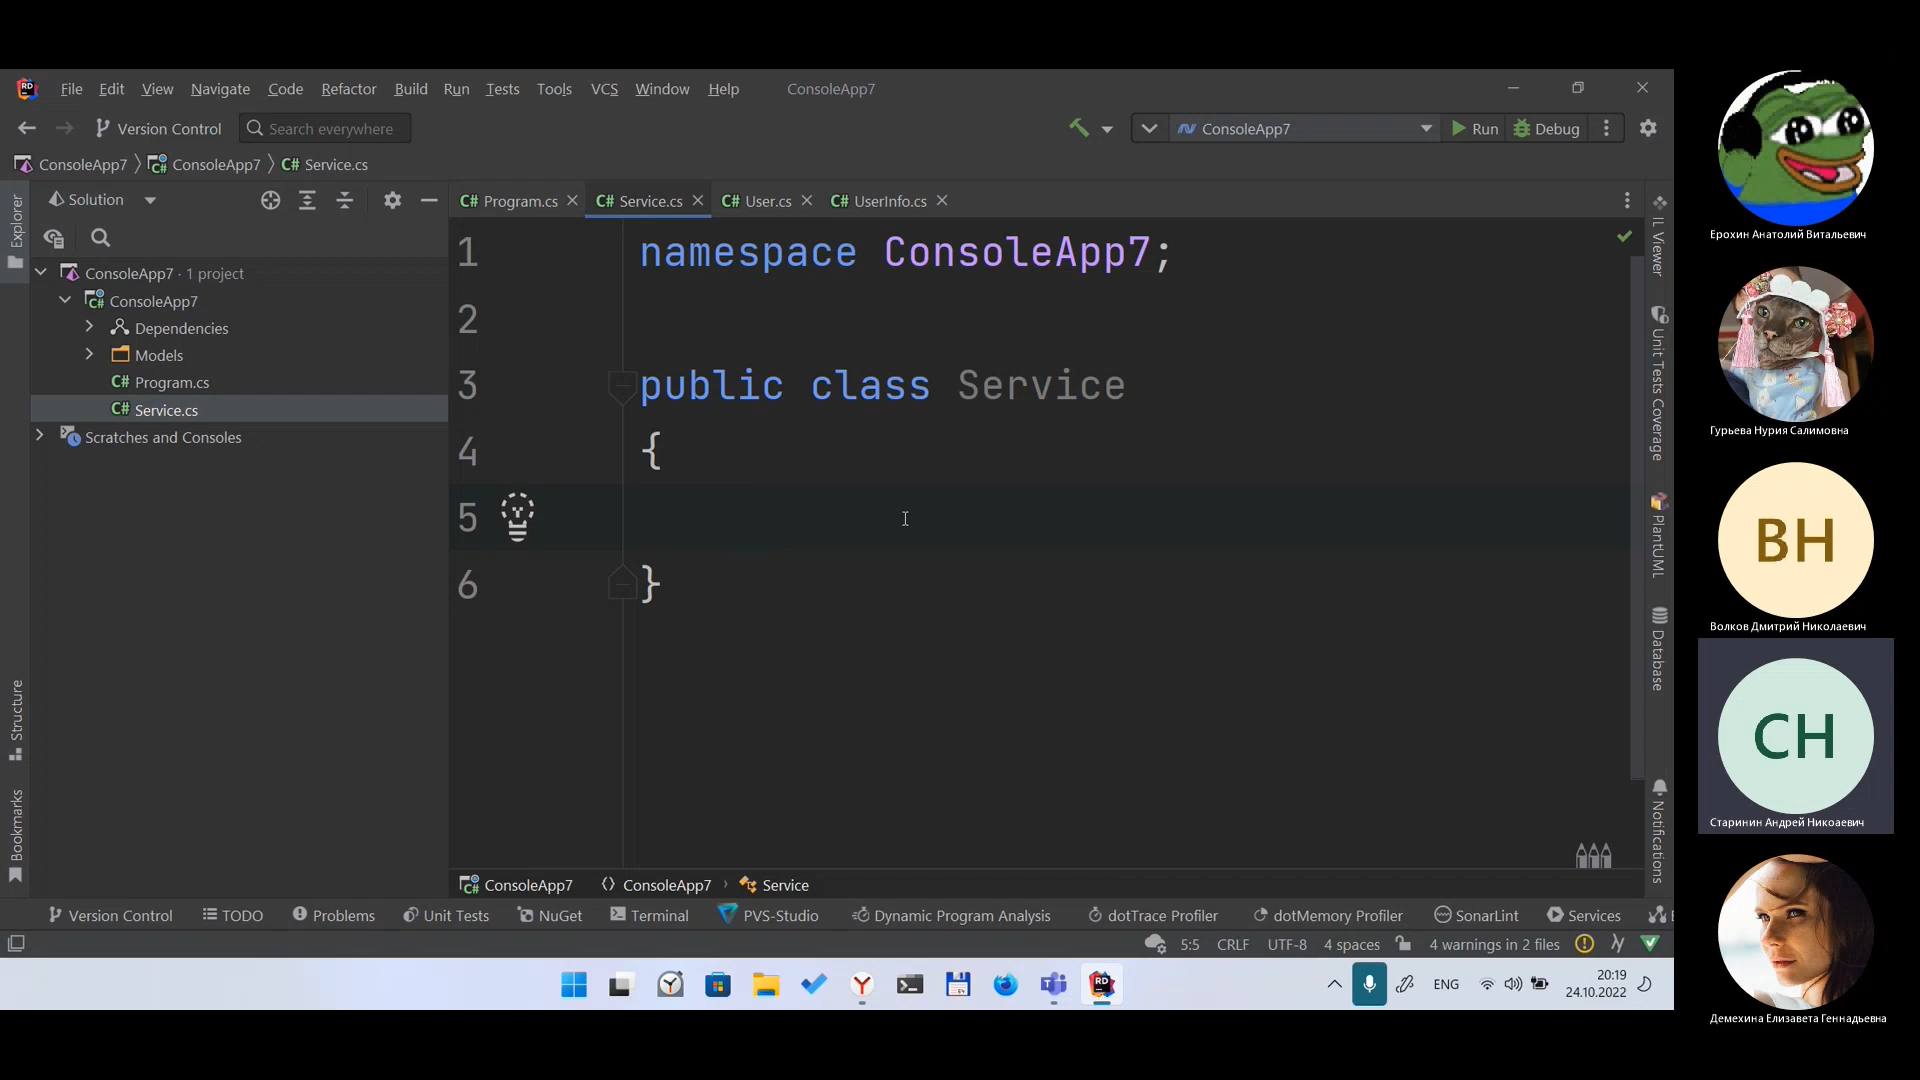 File Edit View Navigate Code Refactor Build Run Tests Tools VCS Window Help ConsoleApp7
Version Control Search everywhere ConsoleApp7 Run Debug
ConsoleApp7 ConsoleApp7 C# Service.cs
Explorer
Solution
C# Program.cs C# Service.cs C# User.cs C# UserInfo.cs
ConsoleApp7 · 1 project
ConsoleApp7
Dependencies
Models
C# Program.cs
C# Service.cs
Scratches and Consoles
Structure
Bookmarks
1 namespace ConsoleApp7;
2
3 public class Service
4 {
5
6 }
IL Viewer
Unit Tests Coverage
PlantUML
Database
Notifications
ConsoleApp7 ConsoleApp7 Service
Version Control TODO Problems Unit Tests NuGet Terminal PVS-Studio Dynamic Program Analysis dotTrace Profiler dotMemory Profiler SonarLint Services
5:5 CRLF UTF-8 4 spaces 4 warnings in 2 files
ENG 20:19
24.10.2022
Ерохин Анатолий Витальевич
Гурьева Нурия Салимовна
ВН
Волков Дмитрий Николаевич
СН
Старинин Андрей Никоаевич
Демехина Елизавета Геннадьевна